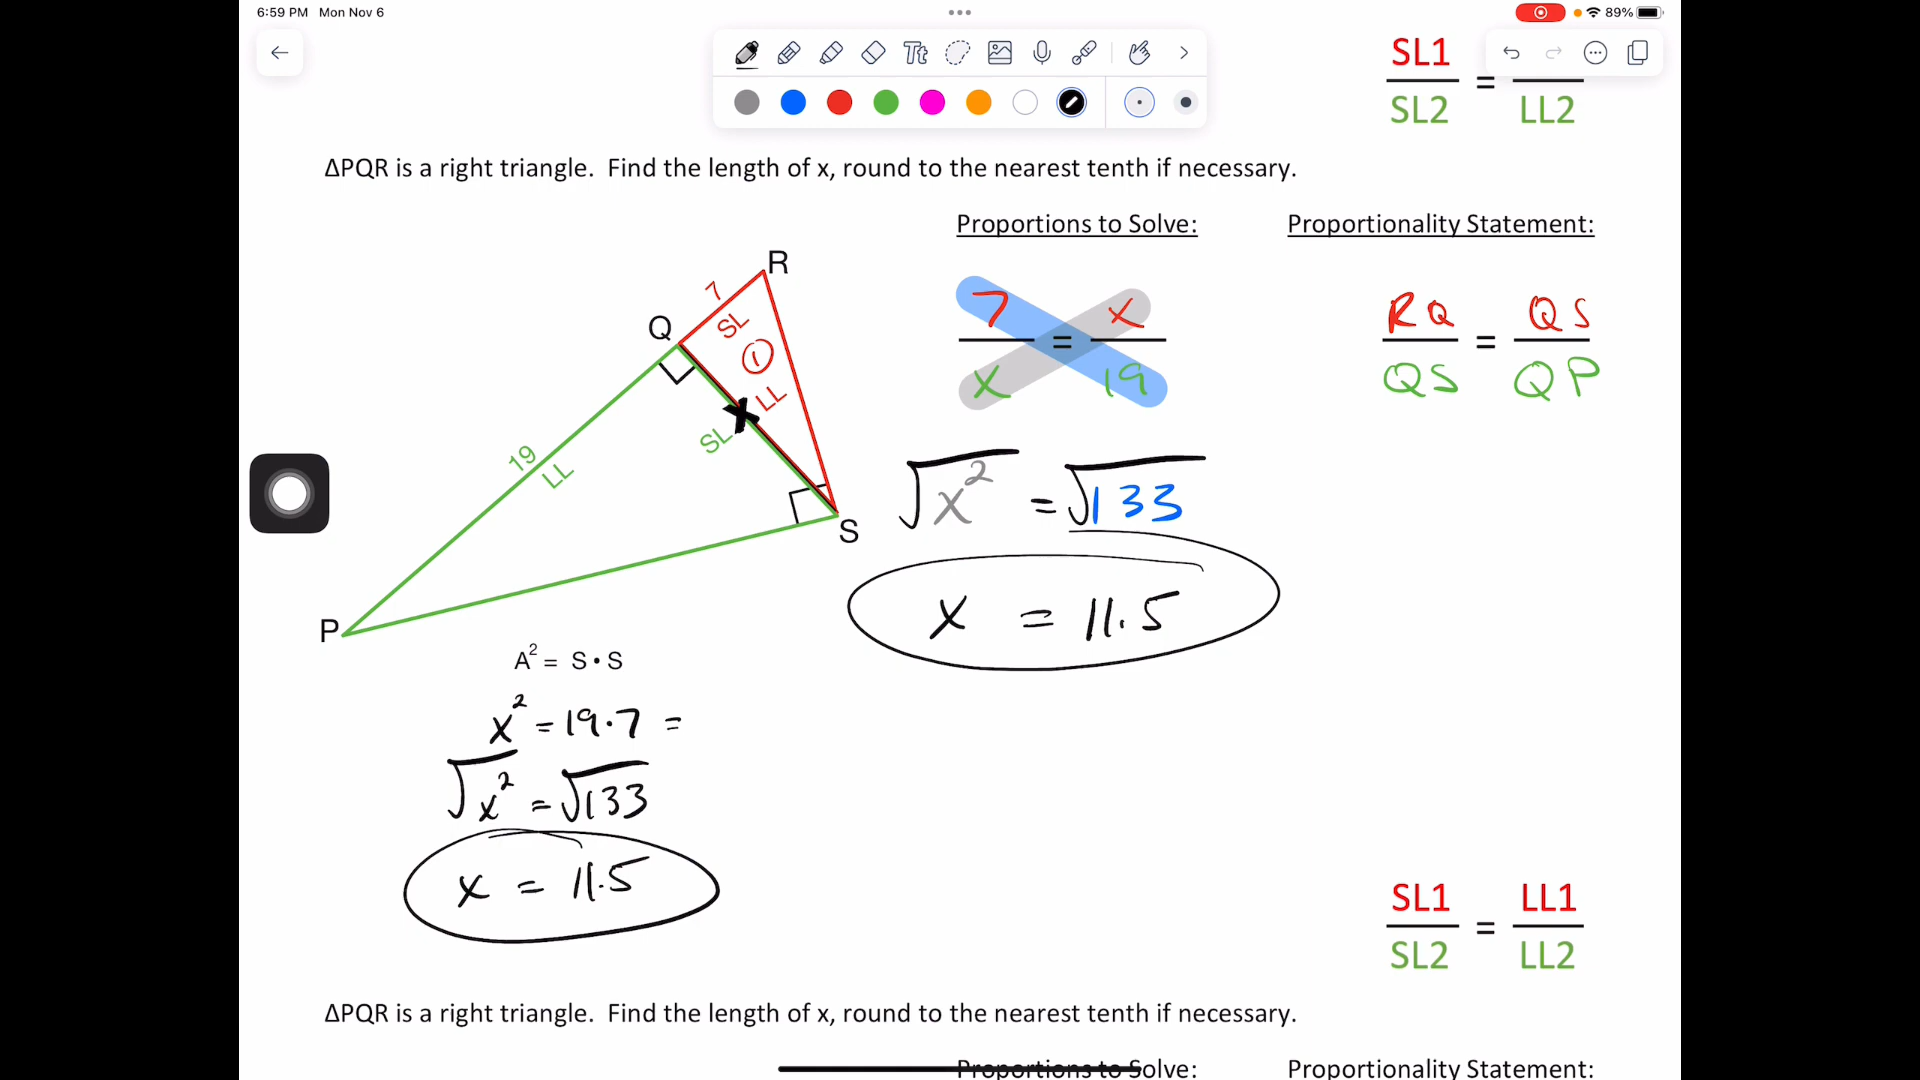 6:59 PM Mon Nov 6
89%
Tt
SL1 =
SL2 LL2
ΔPQR is a right triangle. Find the length of x, round to the nearest tenth if necessary.
Proportions to Solve: Proportionality Statement:
R
7
SL
Q
1
LL
X
SL
19
LL
S
P
7 = x
x 19
RQ = QS
QS QP
√x² = √133
x = 11.5
A² = S • S
x² = 19·7 =
√x² = √133
x = 11.5
SL1 = LL1
SL2 LL2
ΔPQR is a right triangle. Find the length of x, round to the nearest tenth if necessary.
Proportions to Solve: Proportionality Statement: